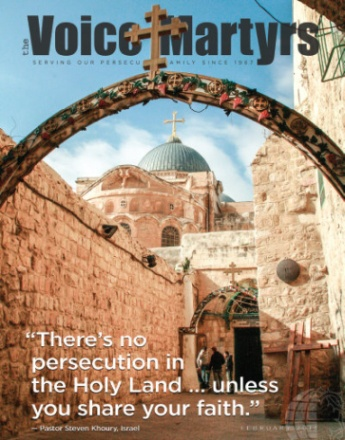 the Voice Martyrs
SERVING OUR PERSECU FAMILY SINCE 1967
“There’s no
persecution in
the Holy Land ... unless
you share your faith.”
— Pastor Steven Khoury, Israel